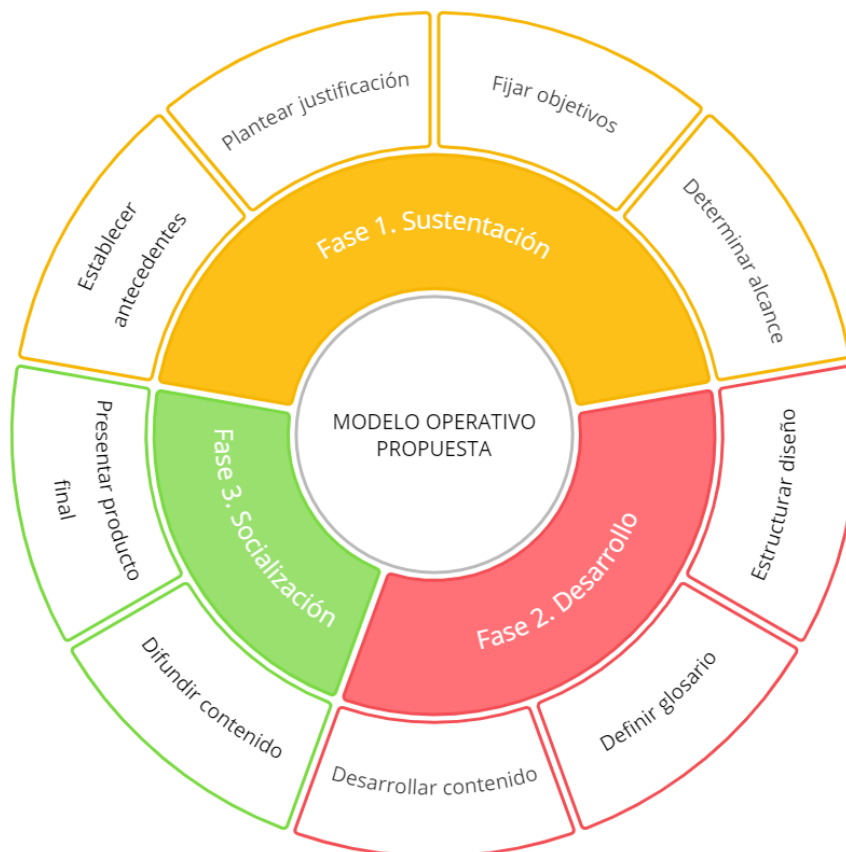 MODELO OPERATIVO
PROPUESTA
Fase 1. Sustentación
Establecer
antecedentes
Plantear justificación
Fijar objetivos
Determinar alcance
Fase 2. Desarrollo
Estructurar diseño
Definir glosario
Desarrollar contenido
Fase 3. Socialización
Difundir contenido
Presentar producto
final